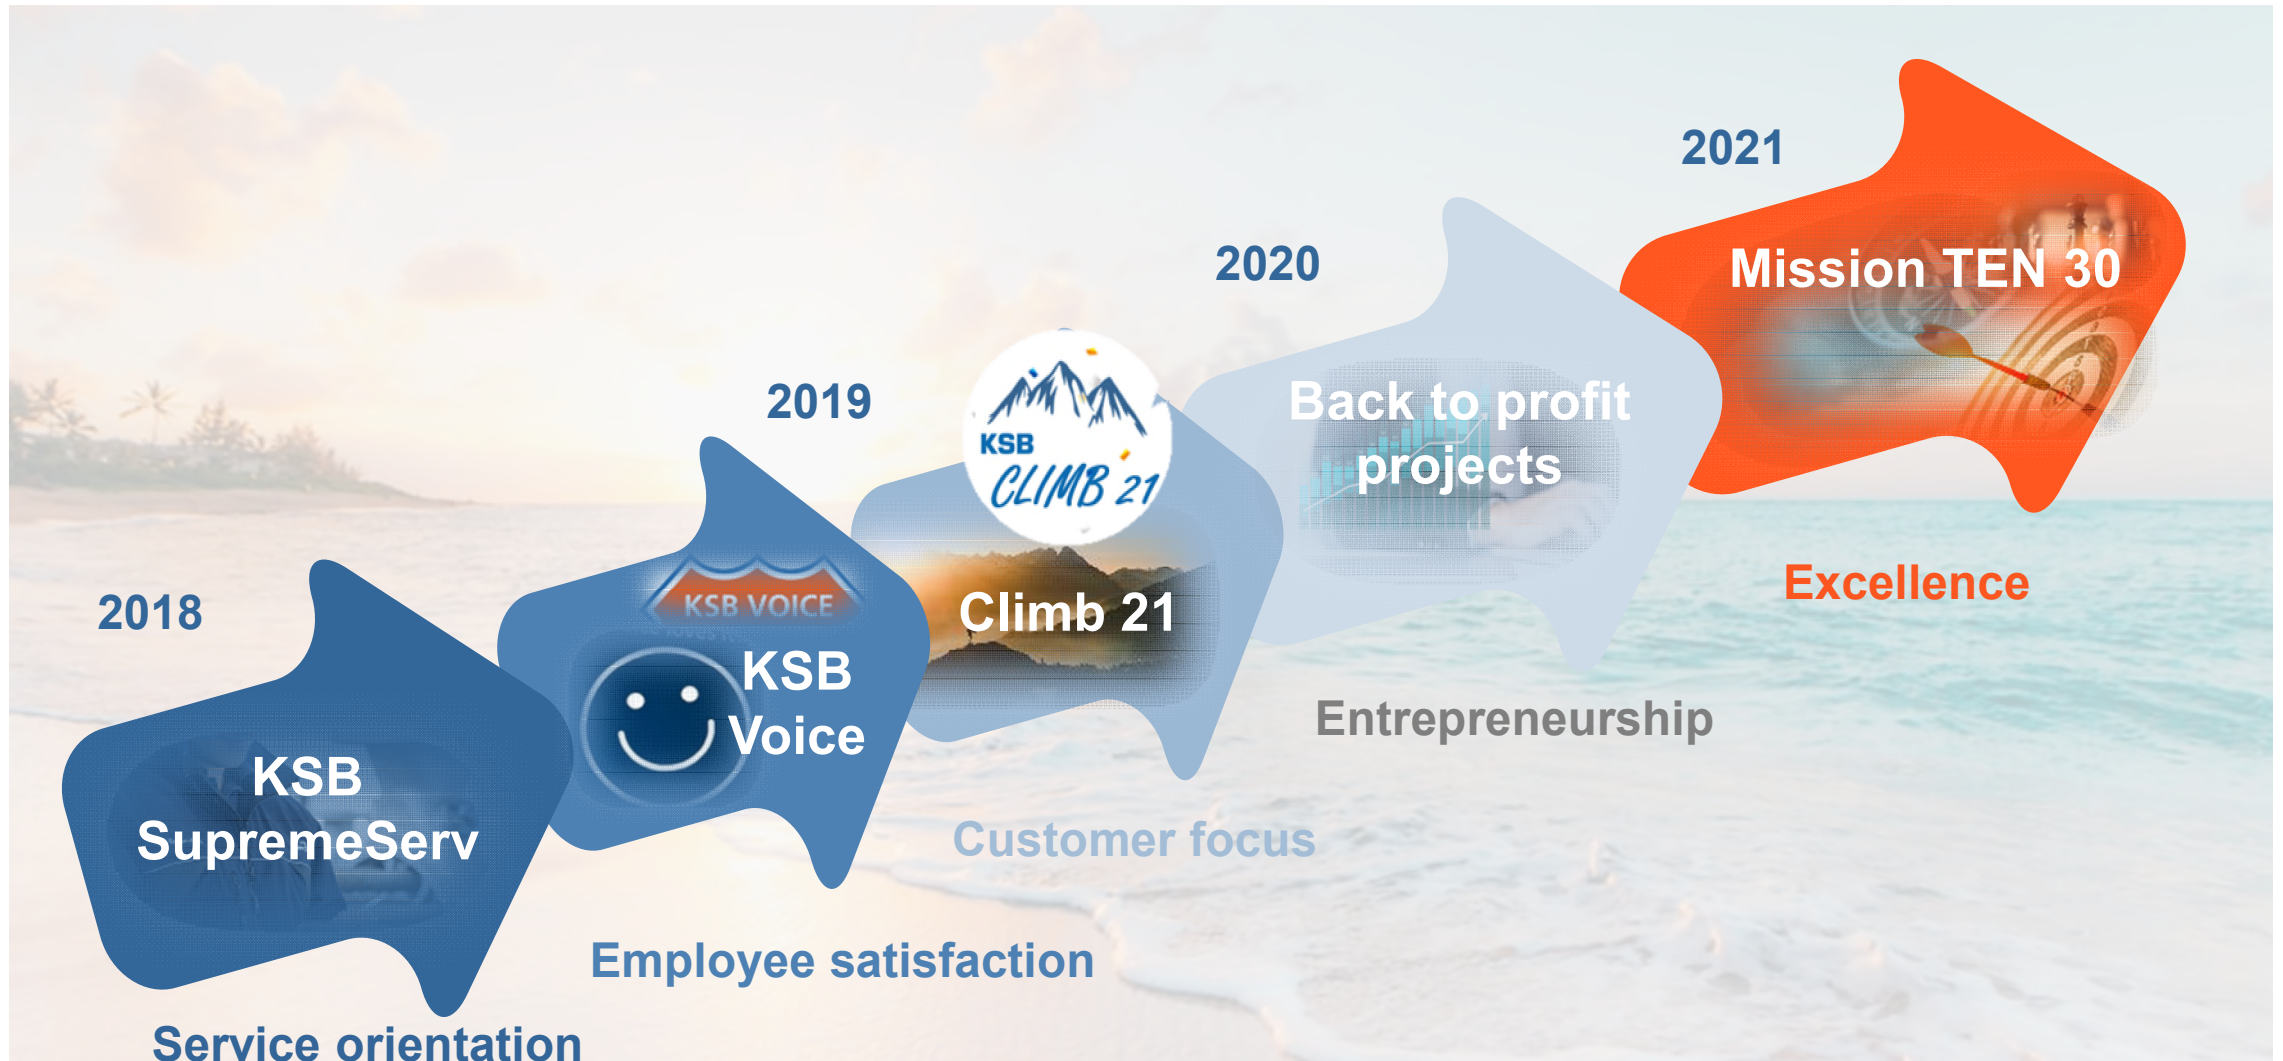 2018
KSB
SupremeServ
Service orientation
KSB VOICE
KSB
Voice
Employee satisfaction
2019
KSB
CLIMB 21
Climb 21
Customer focus
2020
Back to profit
projects
Entrepreneurship
2021
Mission TEN 30
Excellence